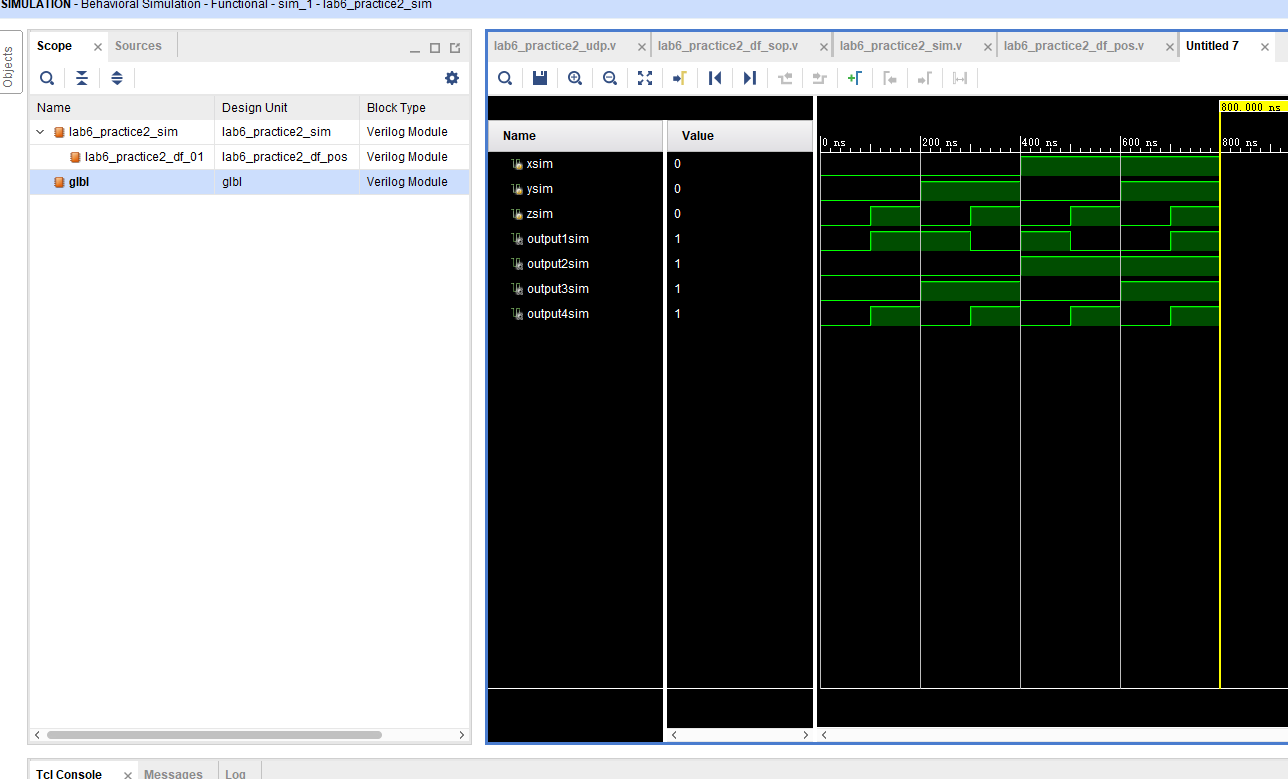 SIMULATION - Behavioral Simulation - Functional - sim_1 - lab6_practice2_sim
Objects
Scope Sources
Name Design Unit Block Type
lab6_practice2_sim lab6_practice2_sim Verilog Module
lab6_practice2_df_01 lab6_practice2_df_pos Verilog Module
glbl glbl Verilog Module
lab6_practice2_udp.v lab6_practice2_df_sop.v lab6_practice2_sim.v lab6_practice2_df_pos.v Untitled 7
800.000 ns
Name Value
0 ns 200 ns 400 ns 600 ns 800 ns
xsim 0
ysim 0
zsim 0
output1sim 1
output2sim 1
output3sim 1
output4sim 1
Tcl Console Messages Log